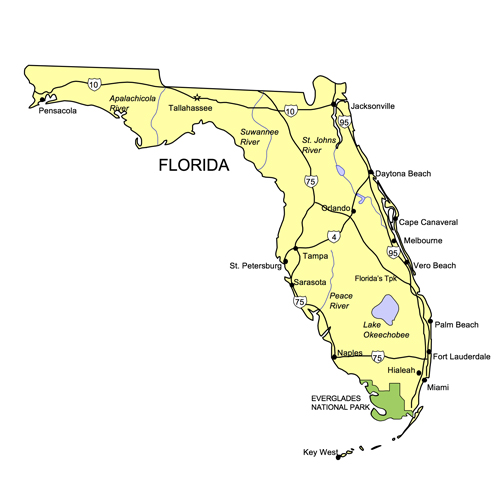 10
Pensacola
Apalachicola
River
Tallahassee
10
Jacksonville
95
Suwannee
River
St. Johns
River
FLORIDA
75
Daytona Beach
Orlando
Cape Canaveral
4
Melbourne
95
Tampa
St. Petersburg
Vero Beach
Sarasota
Florida's Tpk
75
Peace
River
Lake
Okeechobee
Palm Beach
Naples
75
Fort Lauderdale
Hialeah
Miami
EVERGLADES
NATIONAL PARK
Key West